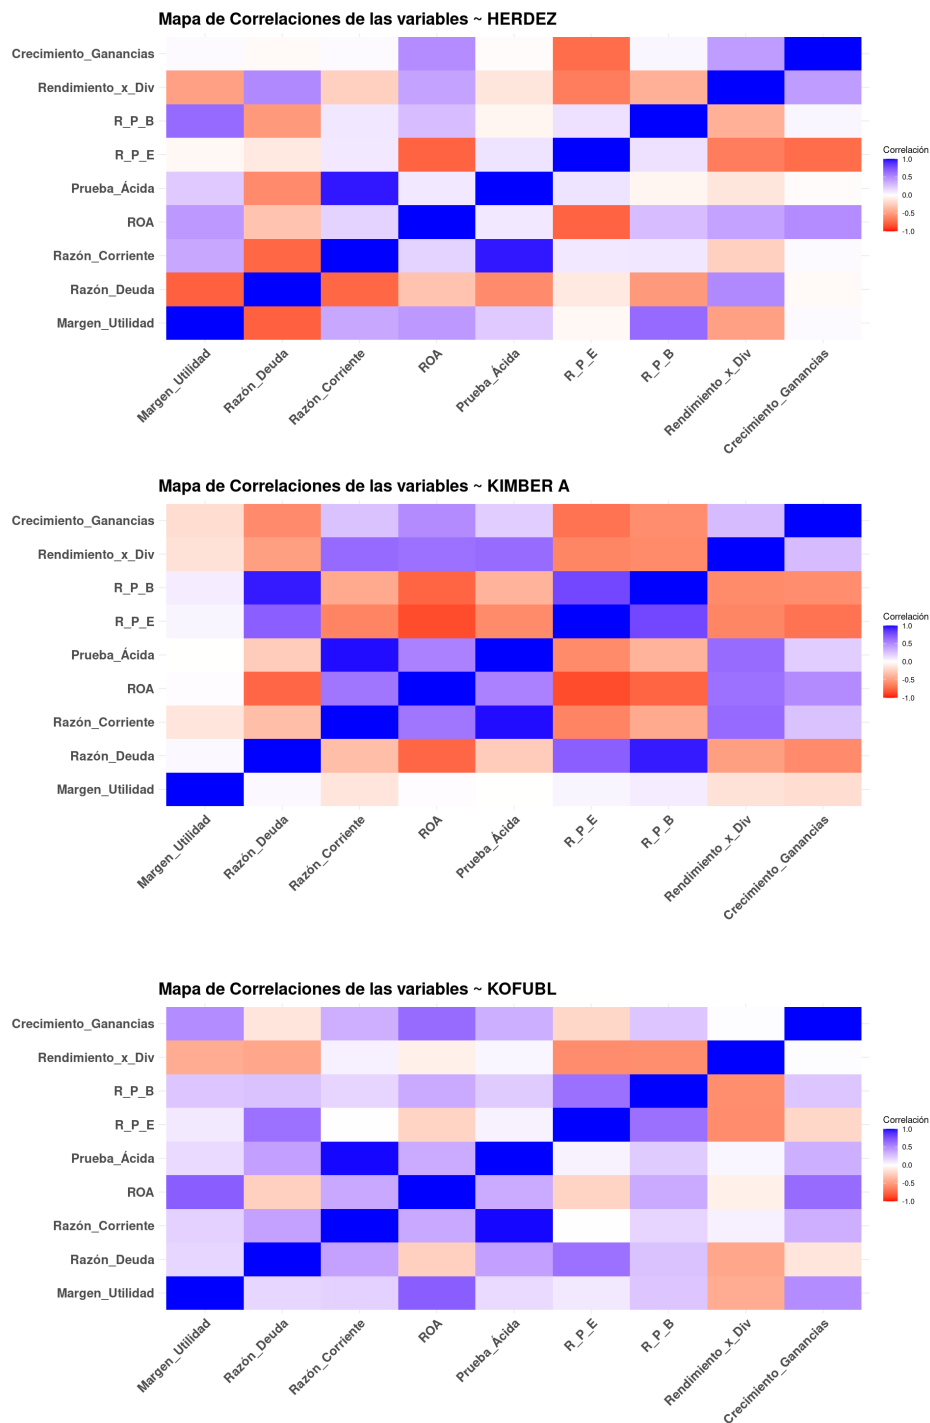 Mapa de Correlaciones de las variables ~ HERDEZ
Crecimiento_Ganancias
Rendimiento_x_Div
R_P_B
R_P_E
Prueba_Ácida
ROA
Razón_Corriente
Razón_Deuda
Margen_Utilidad
Margen_Utilidad
Razón_Deuda
Razón_Corriente
ROA
Prueba_Ácida
R_P_E
R_P_B
Rendimiento_x_Div
Crecimiento_Ganancias
Correlación
1.0
0.5
0.0
-0.5
-1.0
Mapa de Correlaciones de las variables ~ KIMBER A
Crecimiento_Ganancias
Rendimiento_x_Div
R_P_B
R_P_E
Prueba_Ácida
ROA
Razón_Corriente
Razón_Deuda
Margen_Utilidad
Margen_Utilidad
Razón_Deuda
Razón_Corriente
ROA
Prueba_Ácida
R_P_E
R_P_B
Rendimiento_x_Div
Crecimiento_Ganancias
Correlación
1.0
0.5
0.0
-0.5
-1.0
Mapa de Correlaciones de las variables ~ KOFUBL
Crecimiento_Ganancias
Rendimiento_x_Div
R_P_B
R_P_E
Prueba_Ácida
ROA
Razón_Corriente
Razón_Deuda
Margen_Utilidad
Margen_Utilidad
Razón_Deuda
Razón_Corriente
ROA
Prueba_Ácida
R_P_E
R_P_B
Rendimiento_x_Div
Crecimiento_Ganancias
Correlación
1.0
0.5
0.0
-0.5
-1.0